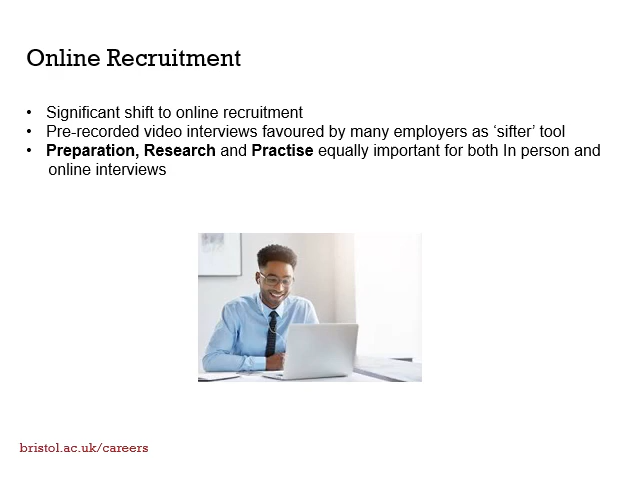 Online Recruitment
• Significant shift to online recruitment
• Pre-recorded video interviews favoured by many employers as ‘sifter’ tool
• Preparation, Research and Practise equally important for both In person and
online interviews
bristol.ac.uk/careers